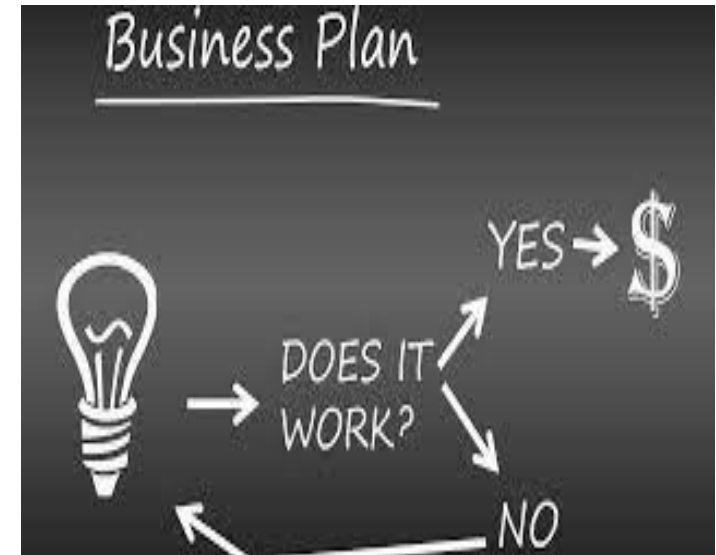 Business Plan
YES
$
DOES IT
WORK?
NO